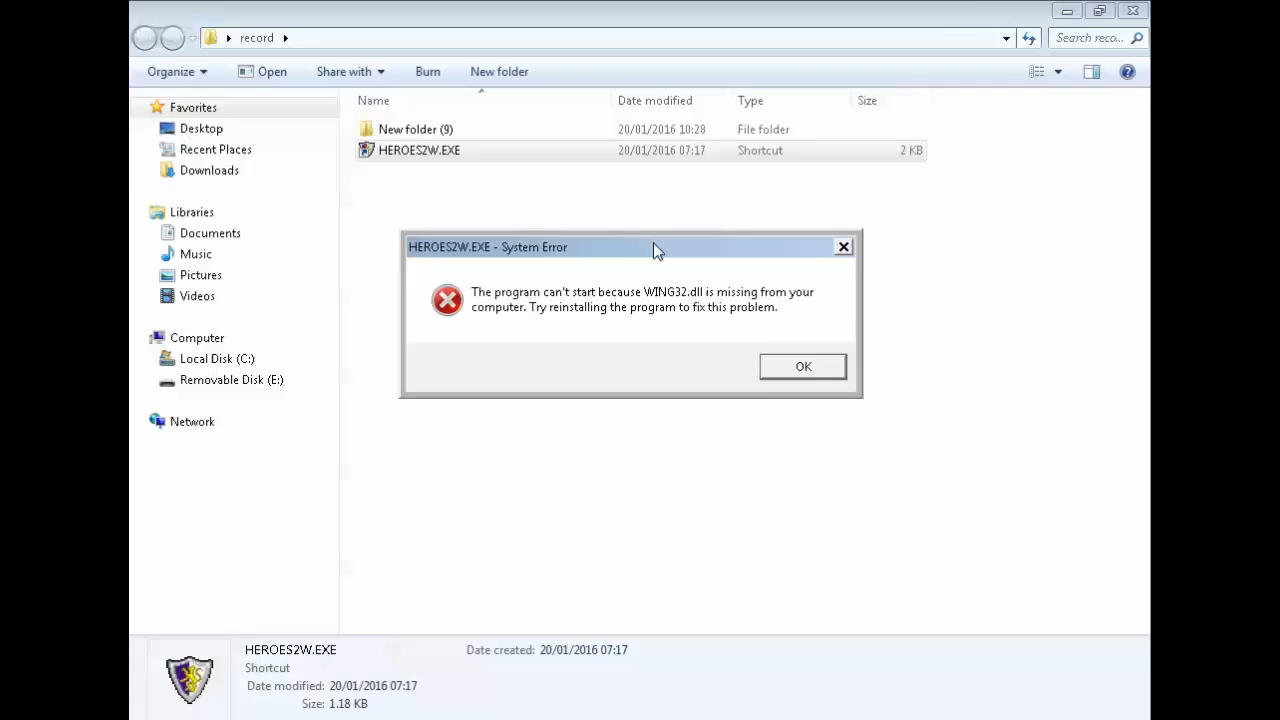 record
Search reco...
Organize
Open
Share with
Burn
New folder
Name
Date modified
Type
Size
Favorites
Desktop
Recent Places
Downloads
Libraries
Documents
Music
Pictures
Videos
Computer
Local Disk (C:)
Removable Disk (E:)
Network
New folder (9) 20/01/2016 10:28 File folder
HEROES2W.EXE 20/01/2016 07:17 Shortcut 2 KB
HEROES2W.EXE - System Error
The program can't start because WING32.dll is missing from your
computer. Try reinstalling the program to fix this problem.
OK
HEROES2W.EXE Date created: 20/01/2016 07:17
Shortcut
Date modified: 20/01/2016 07:17
Size: 1.18 KB